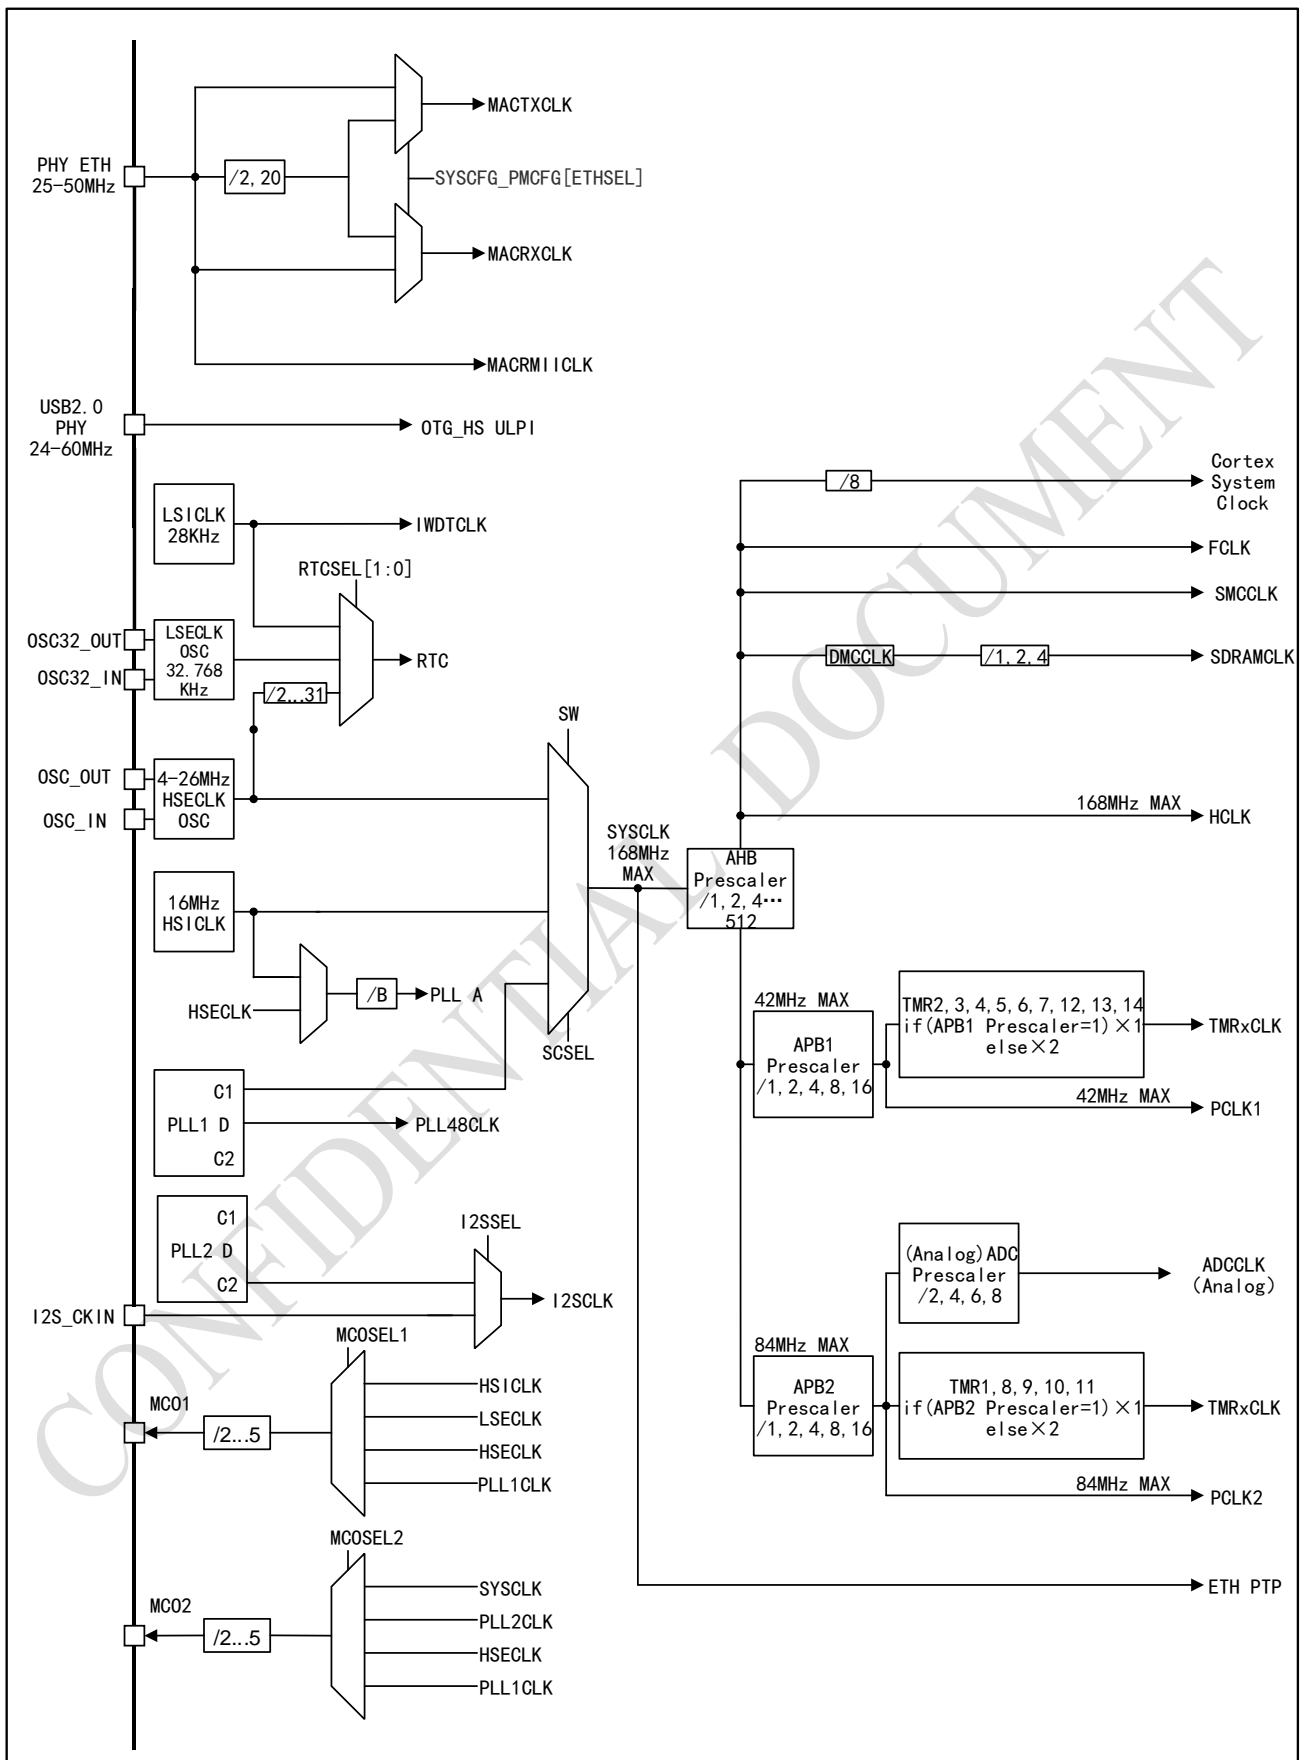 MACTXCLK
PHY ETH
25-50MHz
/2, 20
SYSCFG_PMCFG[ETHSEL]
MACRXCLK
MACRMIICLK
USB2.0
PHY
24-60MHz
OTG_HS ULPI
LSICLK
28KHz
IWDTCLK
RTCSEL[1:0]
OSC32_OUT
OSC32_IN
LSECLK
OSC
32.768
KHz
RTC
/2...31
OSC_OUT
OSC_IN
4-26MHz
HSECLK
OSC
SW
16MHz
HSICLK
HSECLK
/B
PLL A
SCSEL
C1
PLL1 D
C2
PLL48CLK
C1
PLL2 D
C2
I2SSEL
I2S_CKIN
I2SCLK
MCOSEL1
HSICLK
LSECLK
HSECLK
PLL1CLK
MCO1
/2...5
MCOSEL2
SYSCLK
PLL2CLK
HSECLK
PLL1CLK
MCO2
/2...5
SYSCLK
168MHz
MAX
AHB
Prescaler
/1, 2, 4…
512
/8
Cortex
System
Clock
FCLK
SMCCLK
DMCCLK
/1, 2, 4
SDRAMCLK
168MHz MAX
HCLK
42MHz MAX
APB1
Prescaler
/1, 2, 4, 8, 16
TMR2, 3, 4, 5, 6, 7, 12, 13, 14
if(APB1 Prescaler=1)×1
else×2
TMRxCLK
42MHz MAX
PCLK1
(Analog)ADC
Prescaler
/2, 4, 6, 8
ADCCLK
(Analog)
84MHz MAX
APB2
Prescaler
/1, 2, 4, 8, 16
TMR1, 8, 9, 10, 11
if(APB2 Prescaler=1)×1
else×2
TMRxCLK
84MHz MAX
PCLK2
ETH PTP
CONFIDENTIAL DOCUMENT